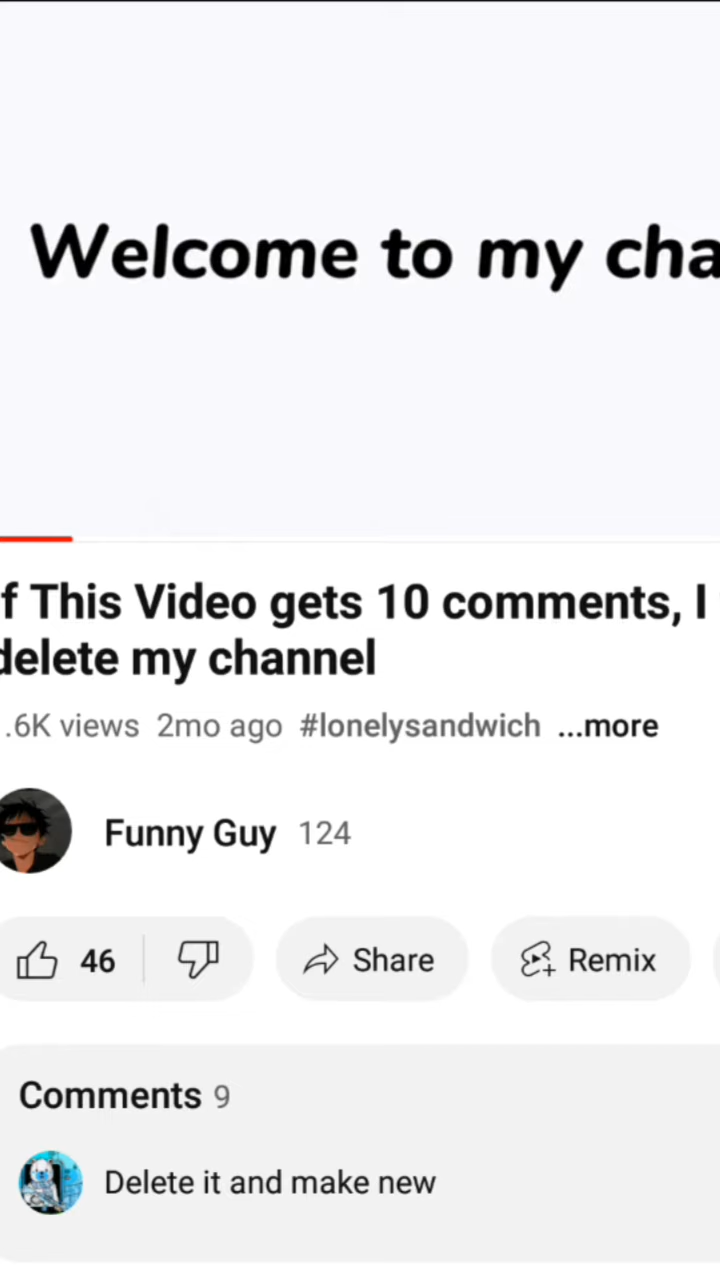 Welcome to my cha
f This Video gets 10 comments, I
delete my channel
.6K views 2mo ago #lonelysandwich ...more
Funny Guy 124
46 Share Remix
Comments 9
Delete it and make new